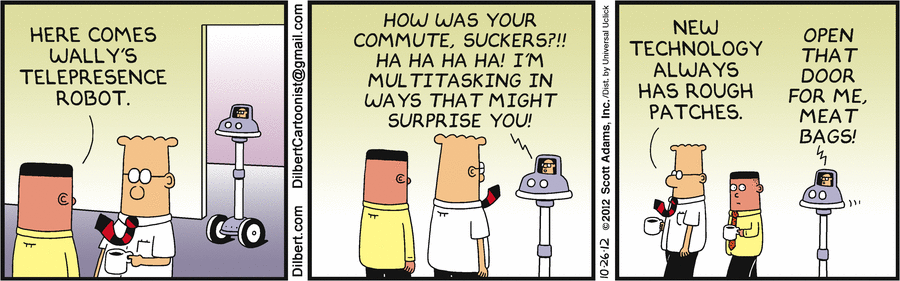 HERE COMES
WALLY'S
TELEPRESENCE
ROBOT.
Dilbert.com DilbertCartoonist@gmail.com
HOW WAS YOUR
COMMUTE, SUCKERS?!!
HA HA HA HA! I'M
MULTITASKING IN
WAYS THAT MIGHT
SURPRISE YOU!
10-26-12 ©2012 Scott Adams, Inc./Dist. by Universal Uclick
NEW
TECHNOLOGY
ALWAYS
HAS ROUGH
PATCHES.
OPEN
THAT
DOOR
FOR ME,
MEAT
BAGS!